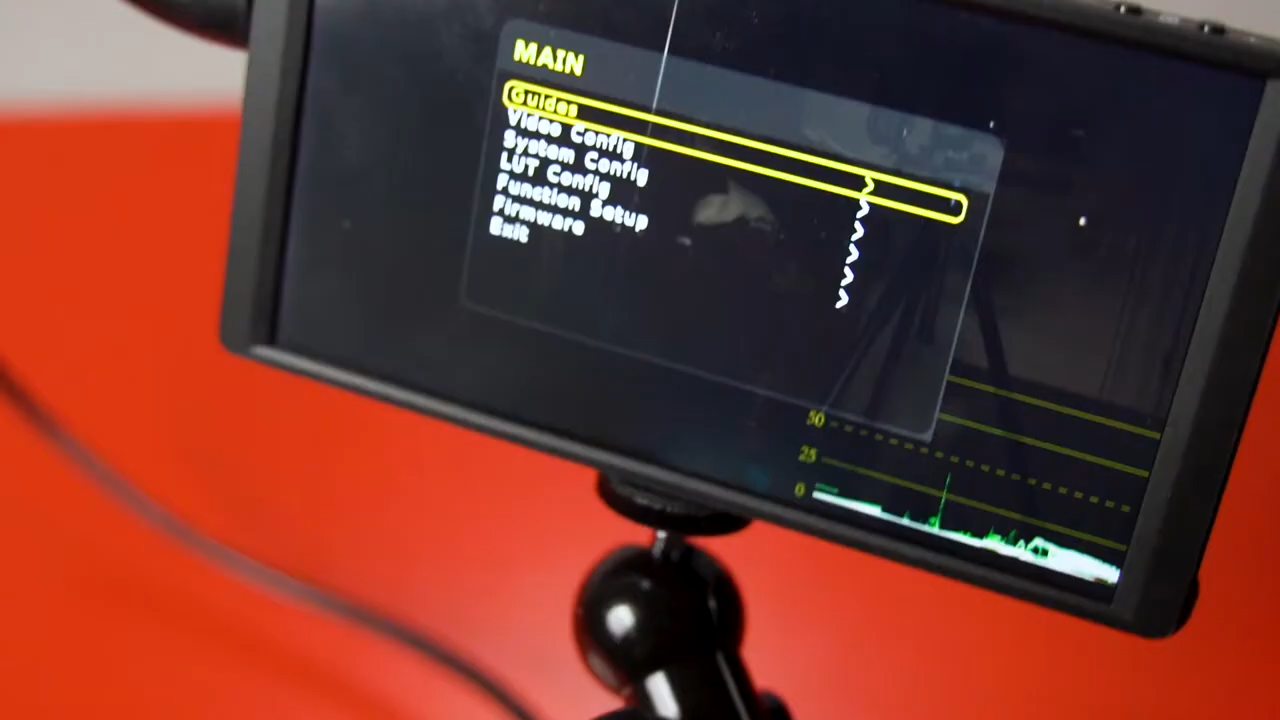 MAIN
Guides
Video Config
System Config
LUT Config
Function Setup
Firmware
Exit
50
25
0